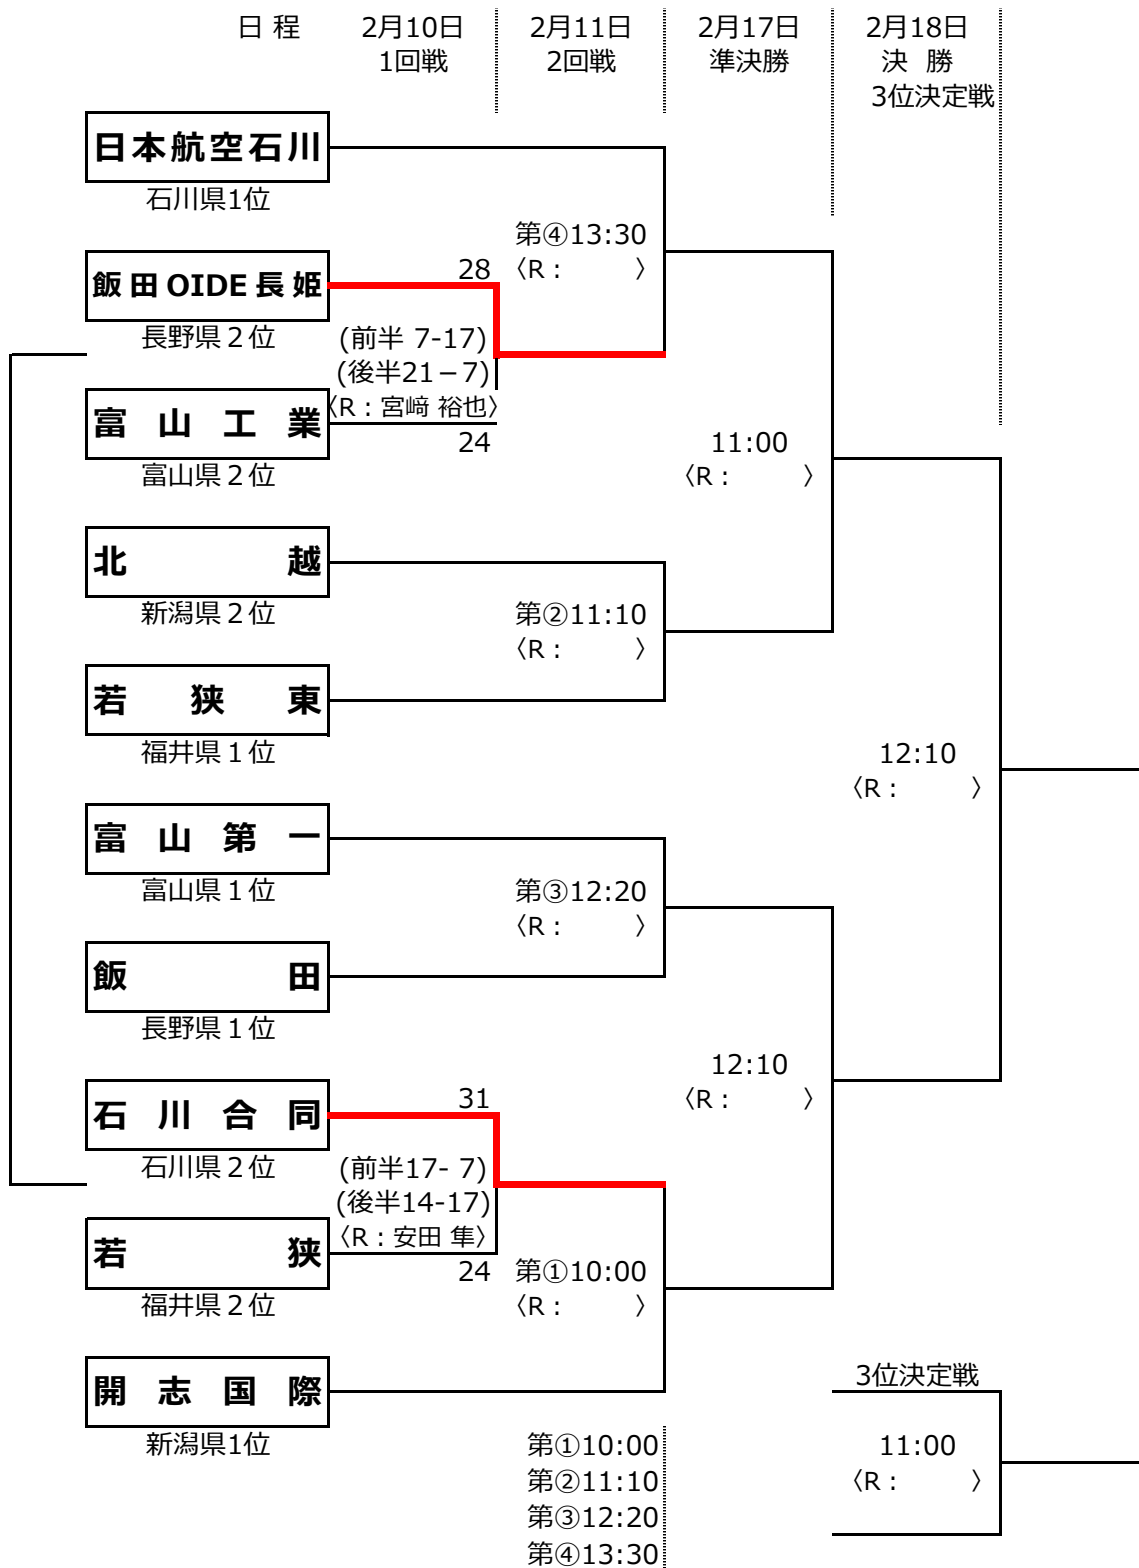 日 程 2月10日 2月11日 2月17日 2月18日
1回戦 2回戦 準決勝 決 勝
3位決定戦
日本航空石川
石川県1位
第④13:30
〈R： 〉
28
飯 田 OIDE 長 姫
長野県２位
(前半 7-17)
(後半21－7)
〈R：宮﨑 裕也〉
富 山 工 業
24
富山県２位
11:00
〈R： 〉
北 越
新潟県２位
第②11:10
〈R： 〉
若 狭 東
福井県１位
12:10
〈R： 〉
富 山 第 一
富山県１位
第③12:20
〈R： 〉
飯 田
長野県１位
12:10
〈R： 〉
31
石 川 合 同
石川県２位
(前半17- 7)
(後半14-17)
〈R：安田 隼〉
若 狭
24
福井県２位
第①10:00
〈R： 〉
開 志 国 際
新潟県1位
3位決定戦
11:00
〈R： 〉
第①10:00
第②11:10
第③12:20
第④13:30